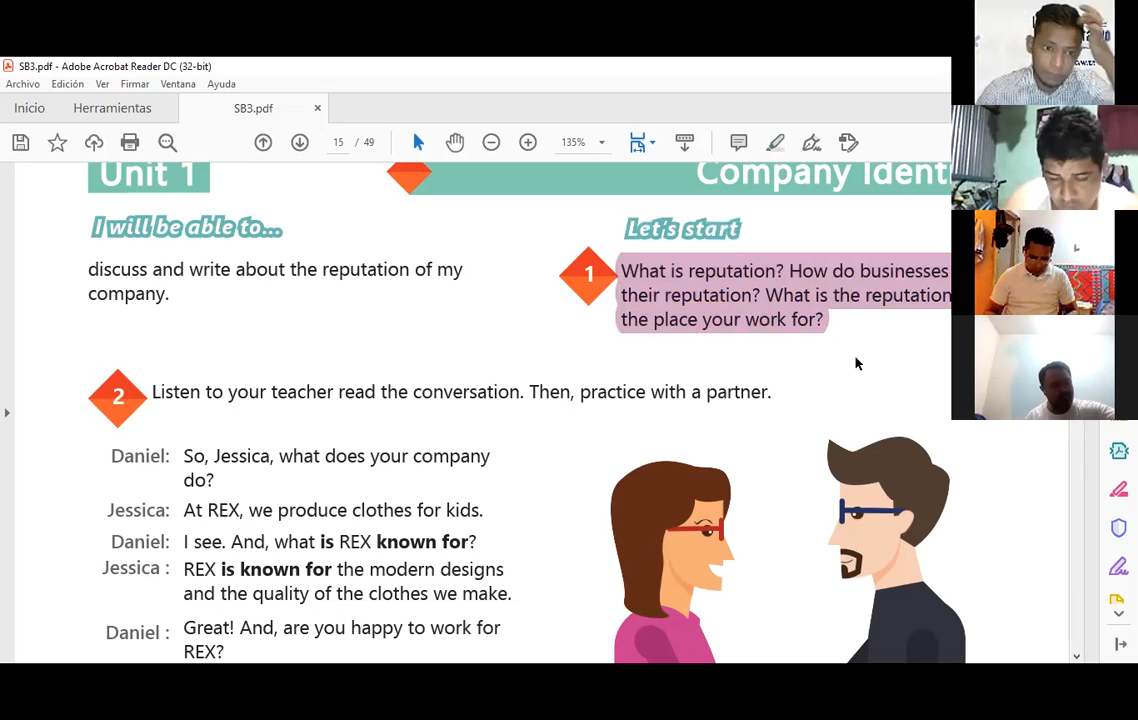 SB3.pdf - Adobe Acrobat Reader DC (32-bit)
Archivo Edición Ver Firmar Ventana Ayuda
Inicio Herramientas SB3.pdf ×
15 / 49 135%
Unit 1
Company Identi
I will be able to...
Let's start
discuss and write about the reputation of my
company.
1 What is reputation? How do businesses
their reputation? What is the reputation
the place your work for?
2 Listen to your teacher read the conversation. Then, practice with a partner.
Daniel: So, Jessica, what does your company
do?
Jessica: At REX, we produce clothes for kids.
Daniel: I see. And, what is REX known for?
Jessica : REX is known for the modern designs
and the quality of the clothes we make.
Daniel : Great! And, are you happy to work for
REX?